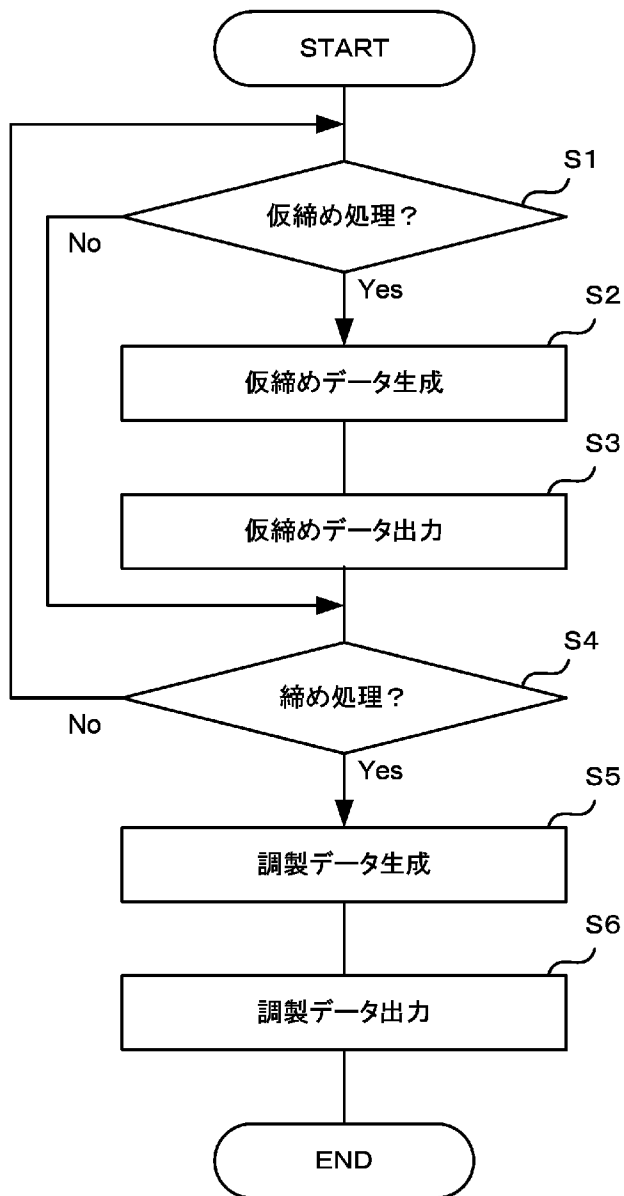 START
S1
仮締め処理？
No
Yes
S2
仮締めデータ生成
S3
仮締めデータ出力
S4
締め処理？
No
Yes
S5
調製データ生成
S6
調製データ出力
END